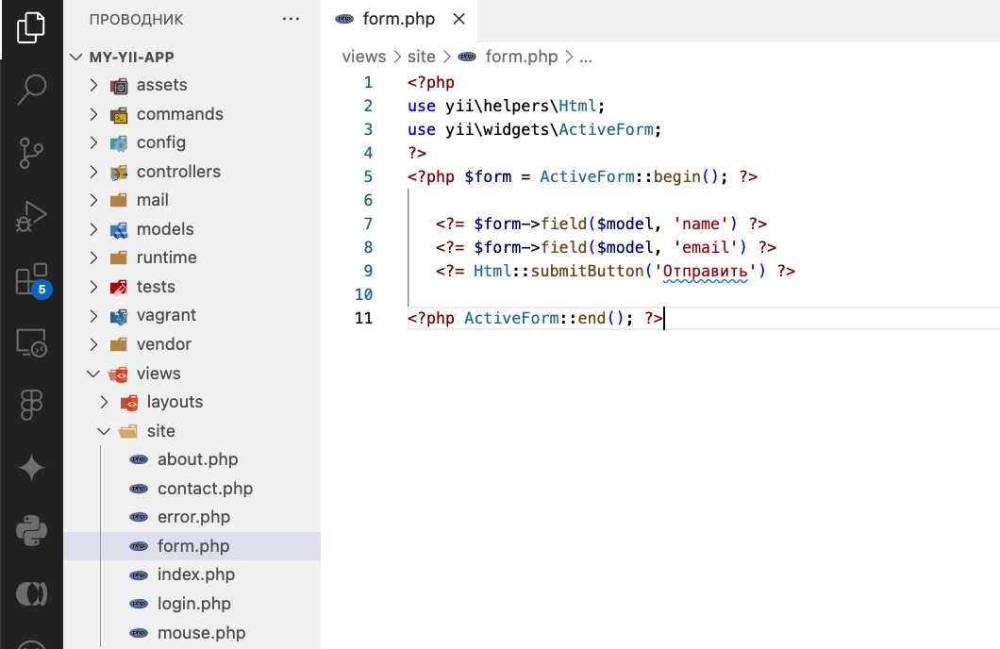 ПРОВОДНИК ···
form.php
MY-YII-APP
assets
commands
config
controllers
mail
models
runtime
tests
vagrant
vendor
views
layouts
site
about.php
contact.php
error.php
form.php
index.php
login.php
mouse.php
5
views > site > form.php > ...
1 <?php
2 use yii\helpers\Html;
3 use yii\widgets\ActiveForm;
4 ?>
5 <?php $form = ActiveForm::begin(); ?>
6
7 <?= $form->field($model, 'name') ?>
8 <?= $form->field($model, 'email') ?>
9 <?= Html::submitButton('Отправить') ?>
10
11 <?php ActiveForm::end(); ?>